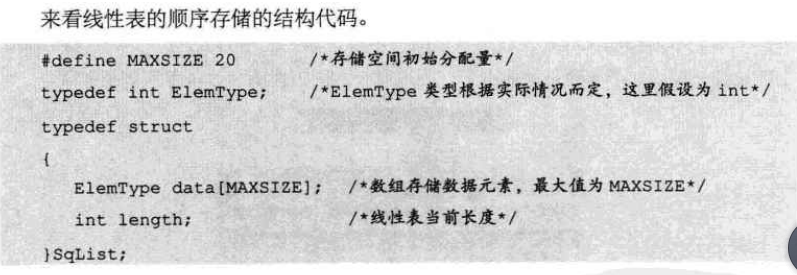 来看线性表的顺序存储的结构代码。
#define MAXSIZE 20 /*存储空间初始分配量*/
typedef int ElemType; /*ElemType 类型根据实际情况而定，这里假设为 int*/
typedef struct
{
ElemType data[MAXSIZE]; /*数组存储数据元素，最大值为 MAXSIZE*/
int length; /*线性表当前长度*/
}SqList;